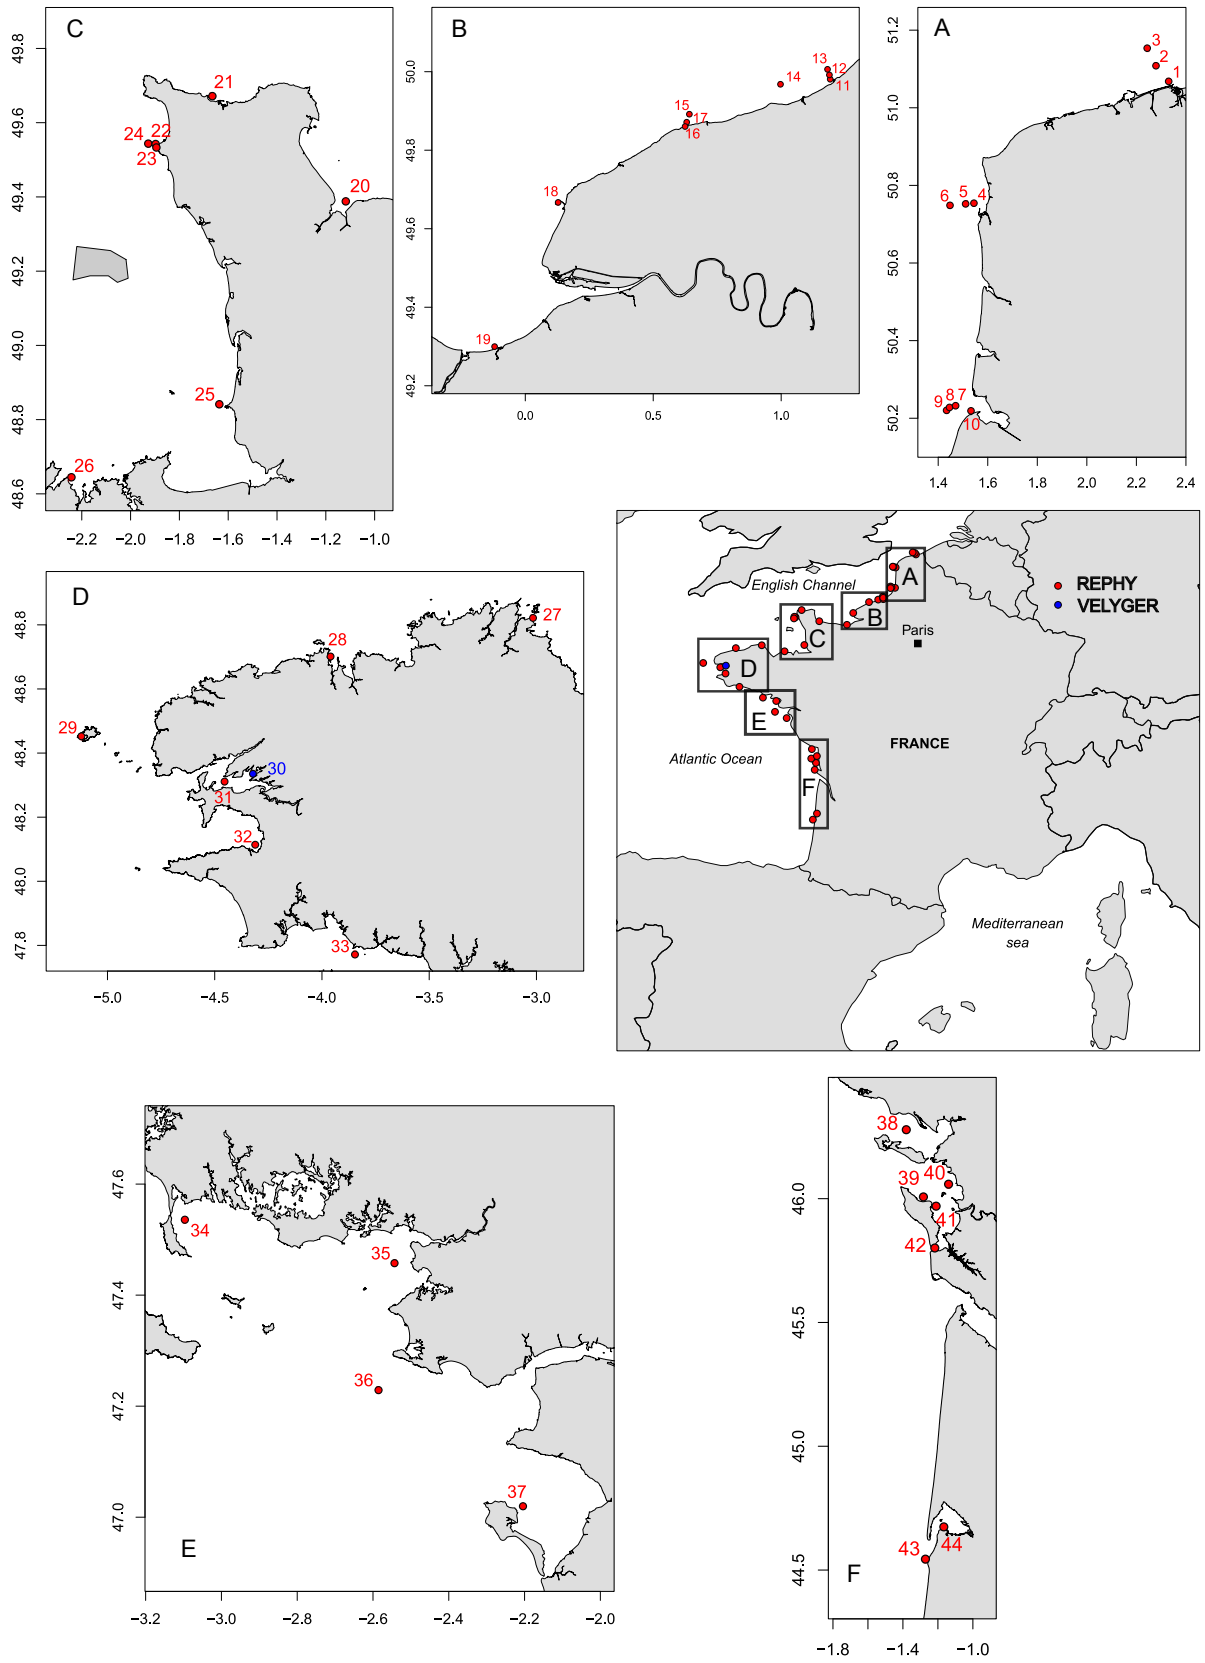 C
49.8
49.6
49.4
49.2
49.0
48.8
48.6
21
24 22
23
20
25
26
−2.2 −2.0 −1.8 −1.6 −1.4 −1.2 −1.0
B
50.0
49.8
49.6
49.4
49.2
13
12
11
14
15
17
16
18
19
0.0 0.5 1.0
A
51.2
51.0
50.8
50.6
50.4
50.2
3
2
1
6 5 4
9 8 7
10
1.4 1.6 1.8 2.0 2.2 2.4
English Channel
A
B
C
D
E
F
Paris
REPHY
VELYGER
FRANCE
Atlantic Ocean
Mediterranean
sea
D
48.8
48.6
48.4
48.2
48.0
47.8
27
28
29
30
31
32
33
−5.0 −4.5 −4.0 −3.5 −3.0
47.6
47.4
47.2
47.0
34
35
36
37
E
−3.2 −3.0 −2.8 −2.6 −2.4 −2.2 −2.0
46.0
45.5
45.0
44.5
38
39 40
41
42
43 44
F
−1.8 −1.4 −1.0